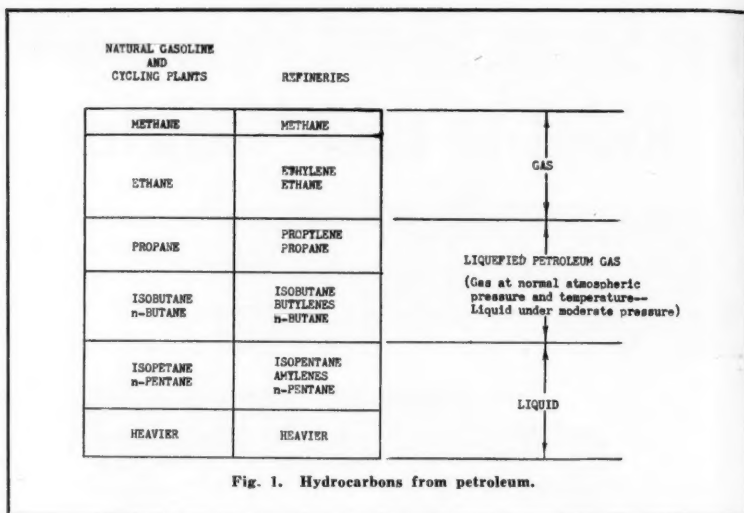 NATURAL GASOLINE
AND
CYCLING PLANTS
REFINERIES
METHANE
METHANE
ETHANE
ETHYLENE
ETHANE
PROPANE
PROPYLENE
PROPANE
ISOBUTANE
n-BUTANE
ISOBUTANE
BUTYLENES
n-BUTANE
ISOPETANE
n-PENTANE
ISOPENTANE
AMYLENES
n-PENTANE
HEAVIER
HEAVIER
GAS
LIQUEFIED PETROLEUM GAS
(Gas at normal atmospheric
pressure and temperature--
Liquid under moderate pressure)
LIQUID
Fig. 1. Hydrocarbons from petroleum.